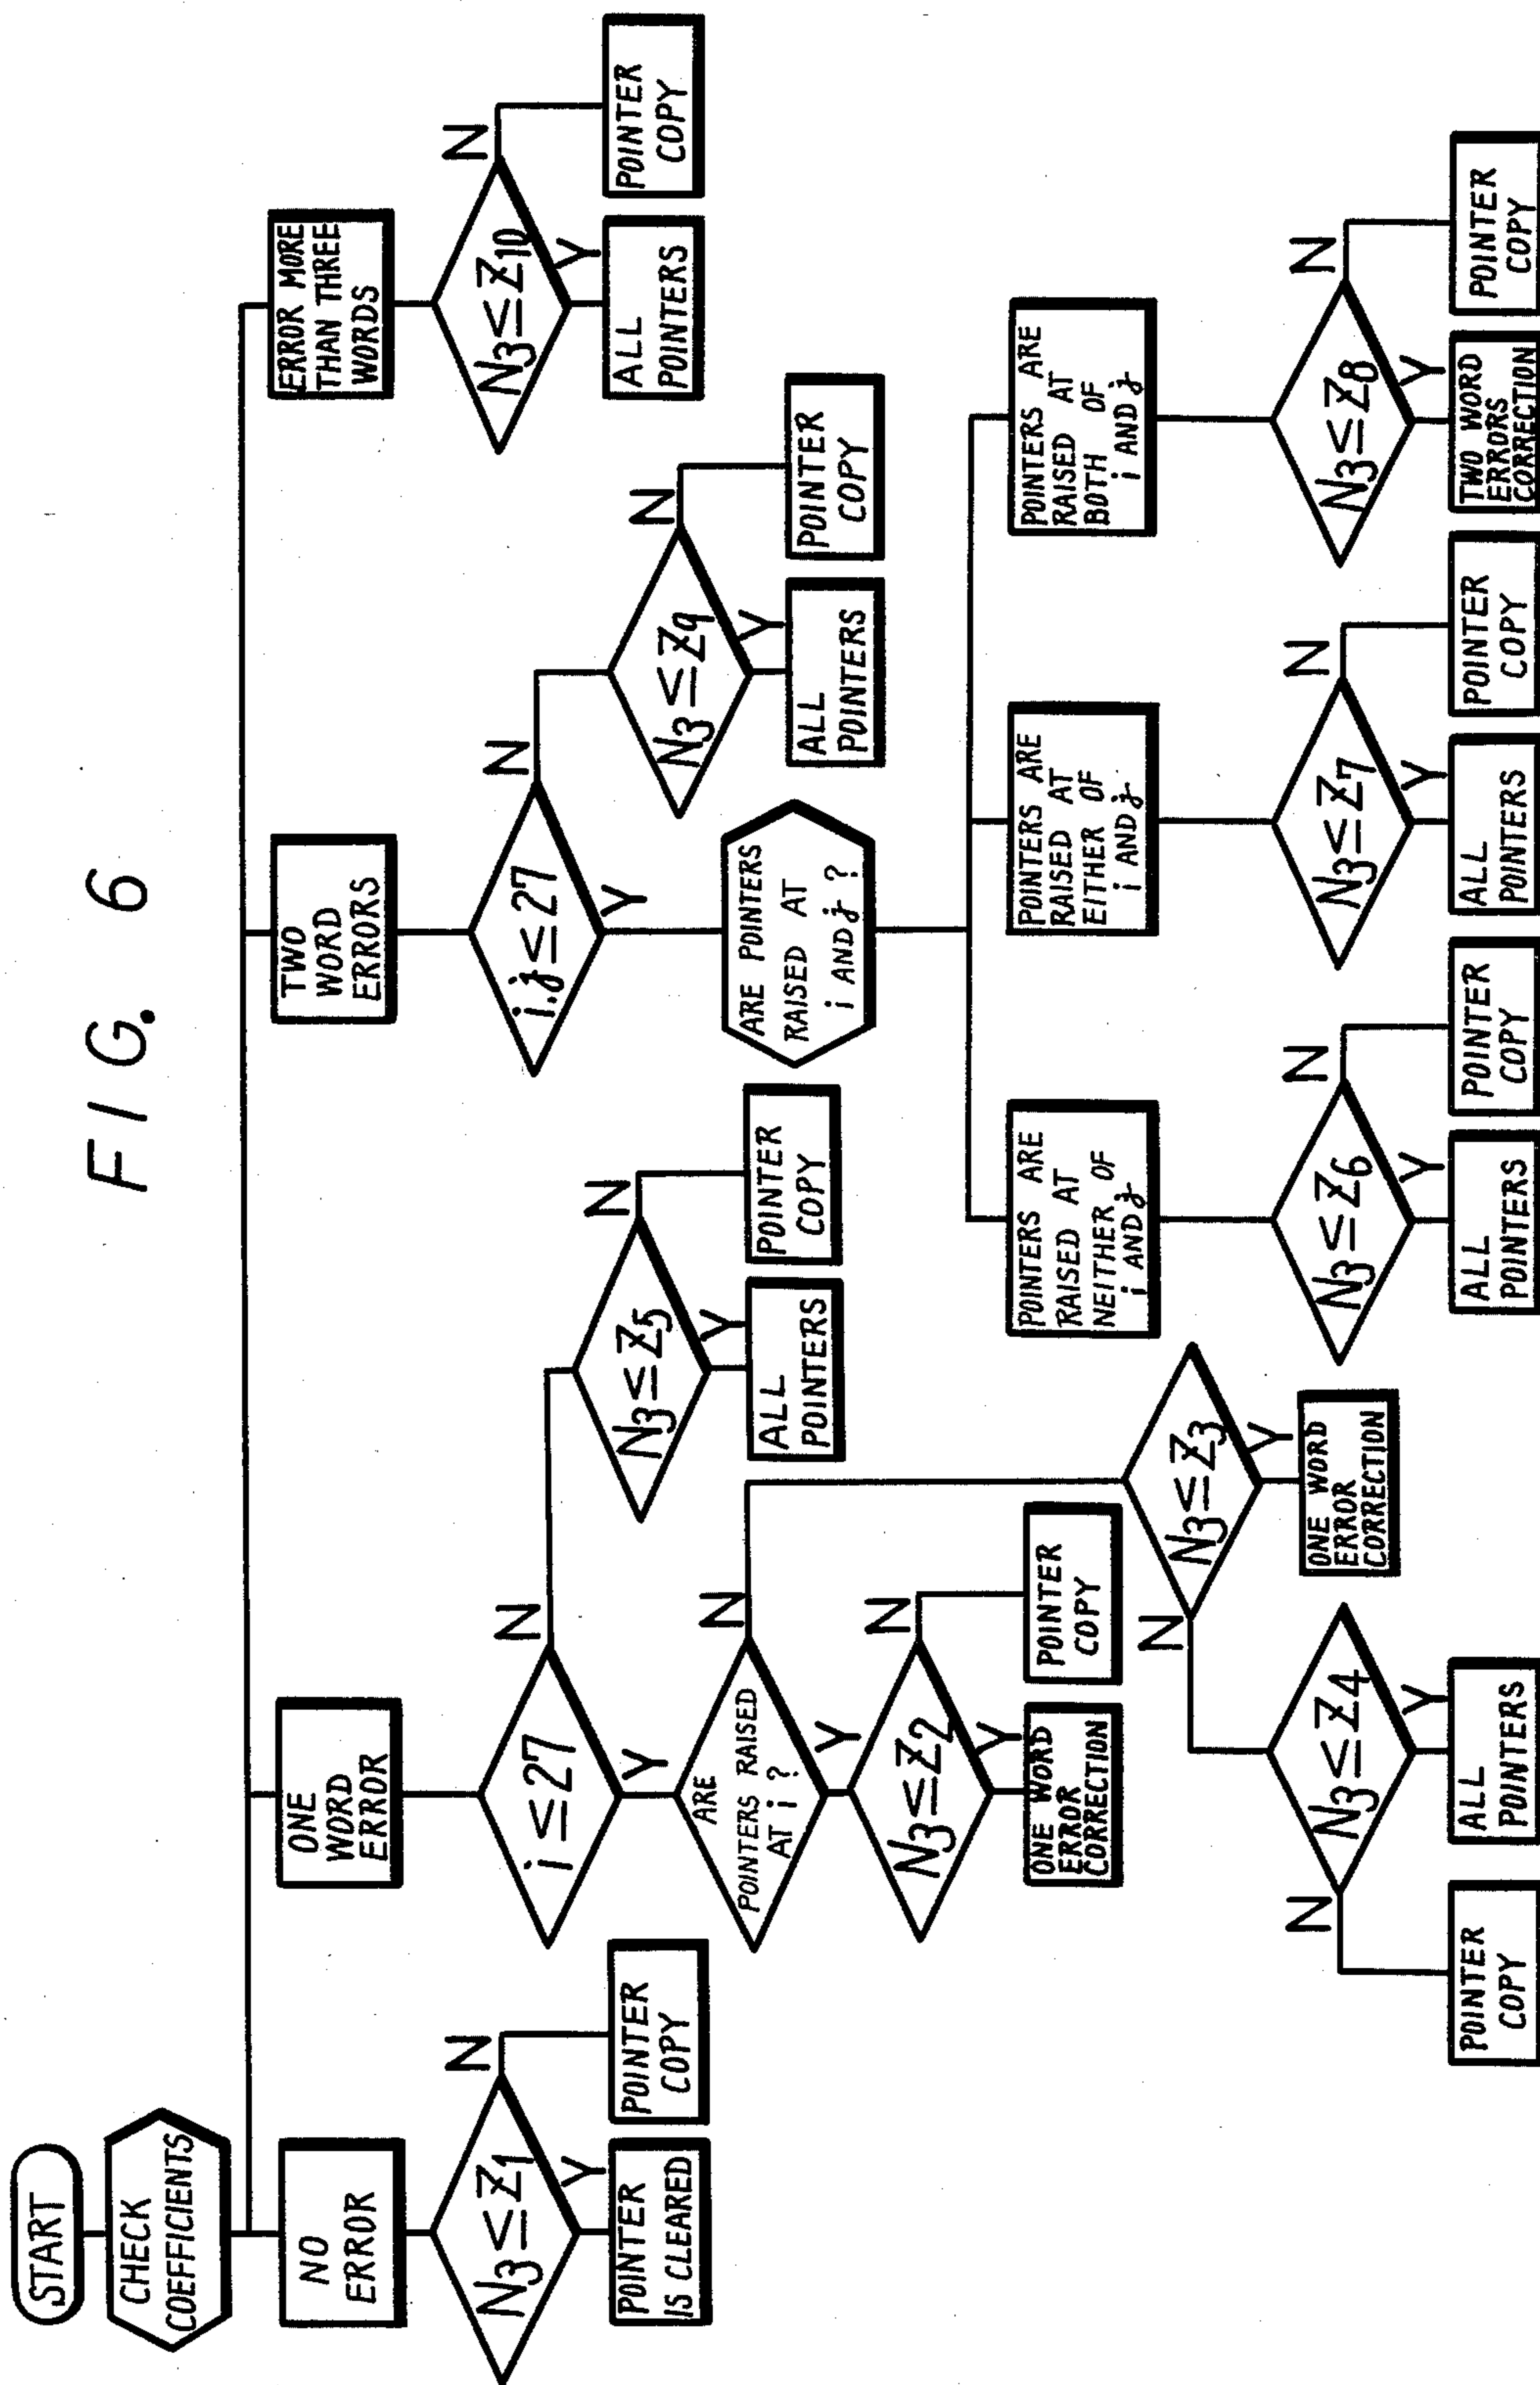 FIG. 6
START
CHECK
COEFFICIENTS
NO
ERROR
N3≤Z1
Y
N
POINTER
IS CLEARED
POINTER
COPY
ONE
WORD
ERROR
i≤27
Y
N
ARE
POINTERS RAISED
AT i ?
Y
N
N3≤Z2
Y
N
ONE WORD
ERROR
CORRECTION
POINTER
COPY
N3≤Z3
N
Y
ONE WORD
ERROR
CORRECTION
N3≤Z4
N
Y
POINTER
COPY
ALL
POINTERS
N3≤Z5
Y
N
ALL
POINTERS
POINTER
COPY
TWO
WORD
ERRORS
i.j≤27
Y
N
ARE POINTERS
RAISED AT
i AND j ?
POINTERS ARE
RAISED AT
NEITHER OF
i AND j
N3≤Z6
Y
N
ALL
POINTERS
POINTER
COPY
POINTERS ARE
RAISED AT
EITHER OF
i AND j
N3≤Z7
Y
N
ALL
POINTERS
POINTER
COPY
POINTERS ARE
RAISED AT
BOTH OF
i AND j
N3≤Z8
Y
N
TWO WORD
ERRORS
CORRECTION
POINTER
COPY
N3≤Z9
Y
N
ALL
POINTERS
POINTER
COPY
ERROR MORE
THAN THREE
WORDS
N3≤Z10
Y
N
ALL
POINTERS
POINTER
COPY